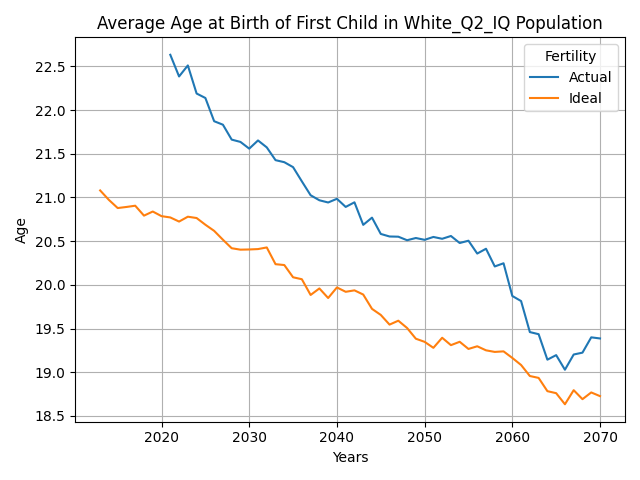 Average Age at Birth of First Child in White_Q2_IQ Population
Fertility
Actual
Ideal
22.5
22.0
21.5
21.0
20.5
20.0
19.5
19.0
18.5
Age
2020
2030
2040
2050
2060
2070
Years